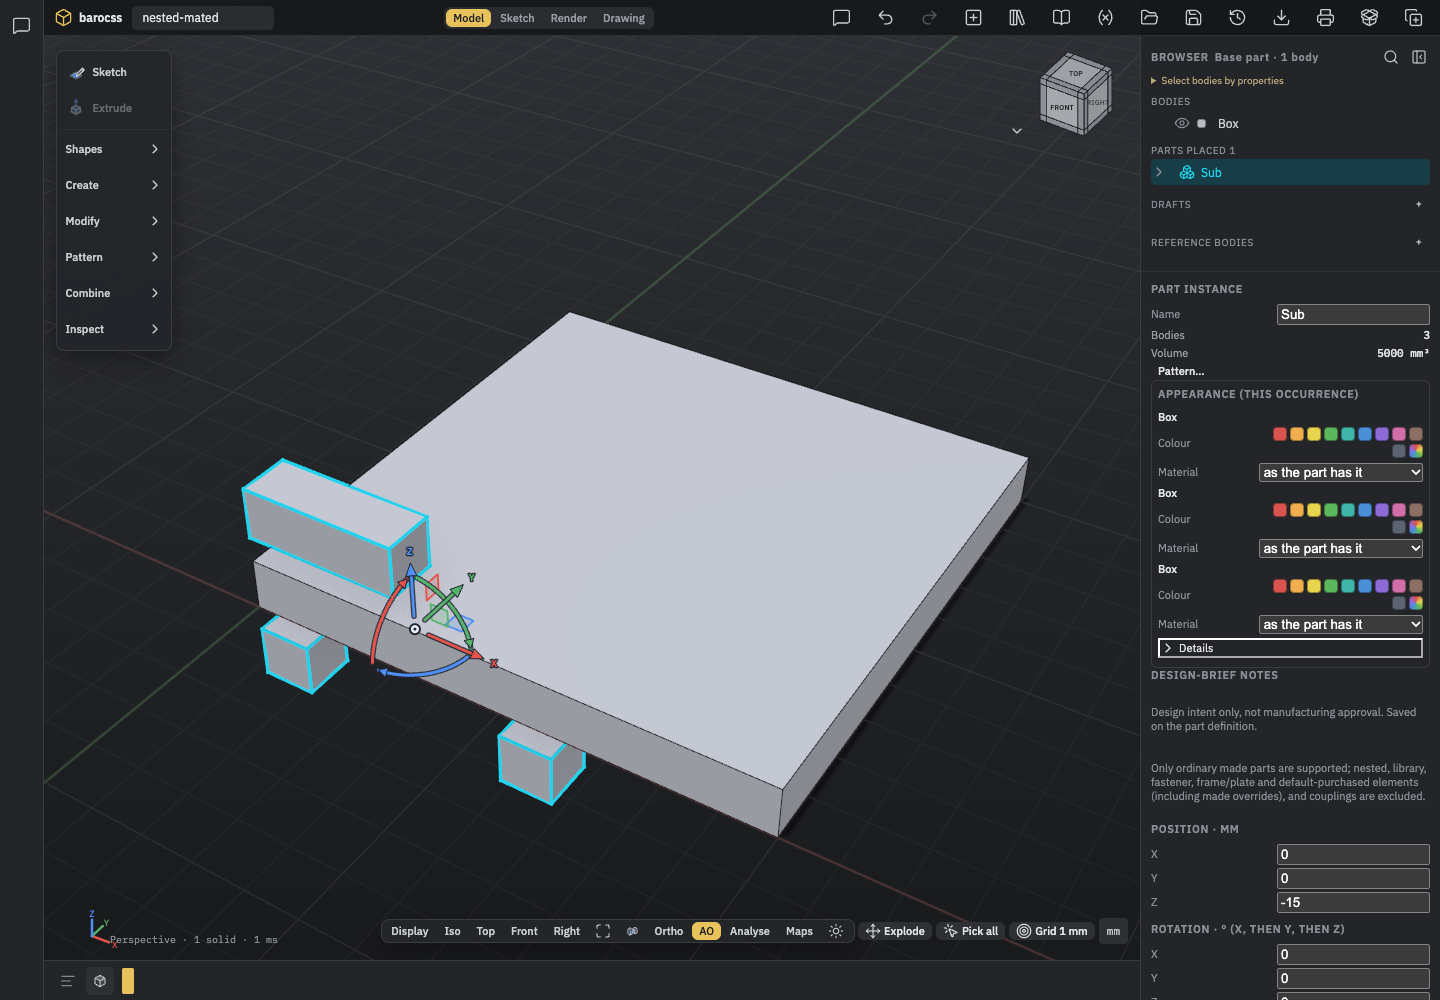 barocss
nested-mated
Model
Sketch
Render
Drawing
Sketch
Extrude
Shapes
Create
Modify
Pattern
Combine
Inspect
TOP
FRONT
RIGHT
Z
Y
X
Z
Y
X
Perspective · 1 solid · 1 ms
Display
Iso
Top
Front
Right
Ortho
AO
Analyse
Maps
Explode
Pick all
Grid 1 mm
mm
BROWSER Base part · 1 body
Select bodies by properties
BODIES
Box
PARTS PLACED 1
Sub
DRAFTS +
REFERENCE BODIES +
PART INSTANCE
Name Sub
Bodies 3
Volume 5000 mm³
Pattern...
APPEARANCE (THIS OCCURRENCE)
Box
Colour
Material as the part has it
Box
Colour
Material as the part has it
Box
Colour
Material as the part has it
Details
DESIGN-BRIEF NOTES
Design intent only, not manufacturing approval. Saved
on the part definition.
Only ordinary made parts are supported; nested, library,
fastener, frame/plate and default-purchased elements
(including made overrides), and couplings are excluded.
POSITION · MM
X 0
Y 0
Z -15
ROTATION · ° (X, THEN Y, THEN Z)
X 0
Y 0